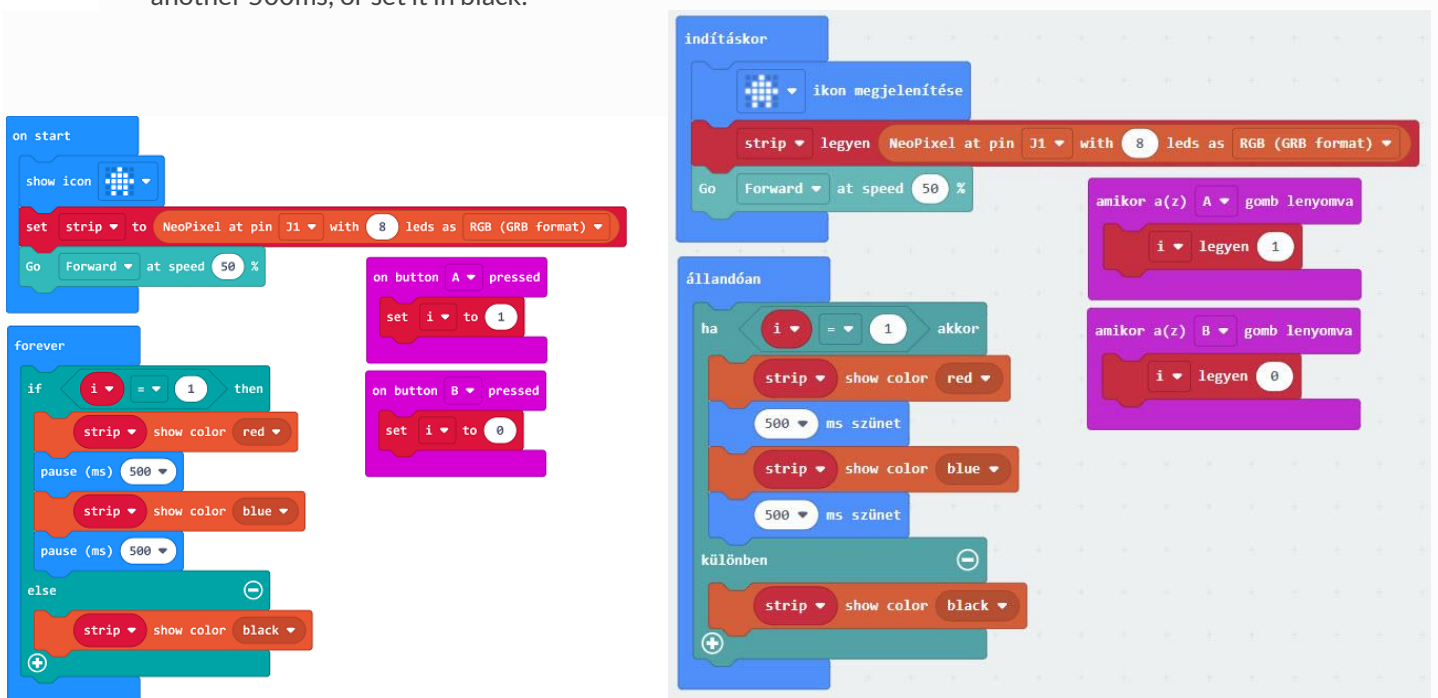 another 500ms, or set it in black.
on start
show icon
set strip to NeoPixel at pin J1 with 8 leds as RGB (GRB format)
Go Forward at speed 50 %
on button A pressed
set i to 1
on button B pressed
set i to 0
forever
if i = 1 then
strip show color red
pause (ms) 500
strip show color blue
pause (ms) 500
else
strip show color black
indításkor
ikon megjelenítése
strip legyen NeoPixel at pin J1 with 8 leds as RGB (GRB format)
Go Forward at speed 50 %
amikor a(z) A gomb lenyomva
i legyen 1
amikor a(z) B gomb lenyomva
i legyen 0
állandóan
ha i = 1 akkor
strip show color red
500 ms szünet
strip show color blue
500 ms szünet
különben
strip show color black